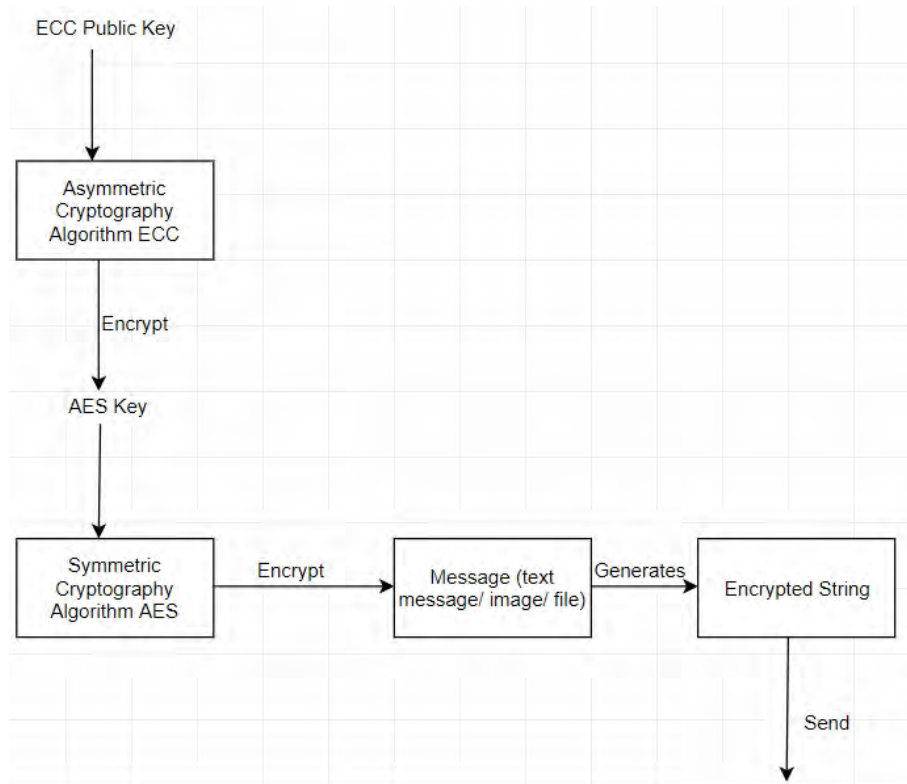 ECC Public Key
Asymmetric
Cryptography
Algorithm ECC
Encrypt
AES Key
Symmetric
Cryptography
Algorithm AES
Encrypt
Message (text
message/ image/ file)
Generates
Encrypted String
Send